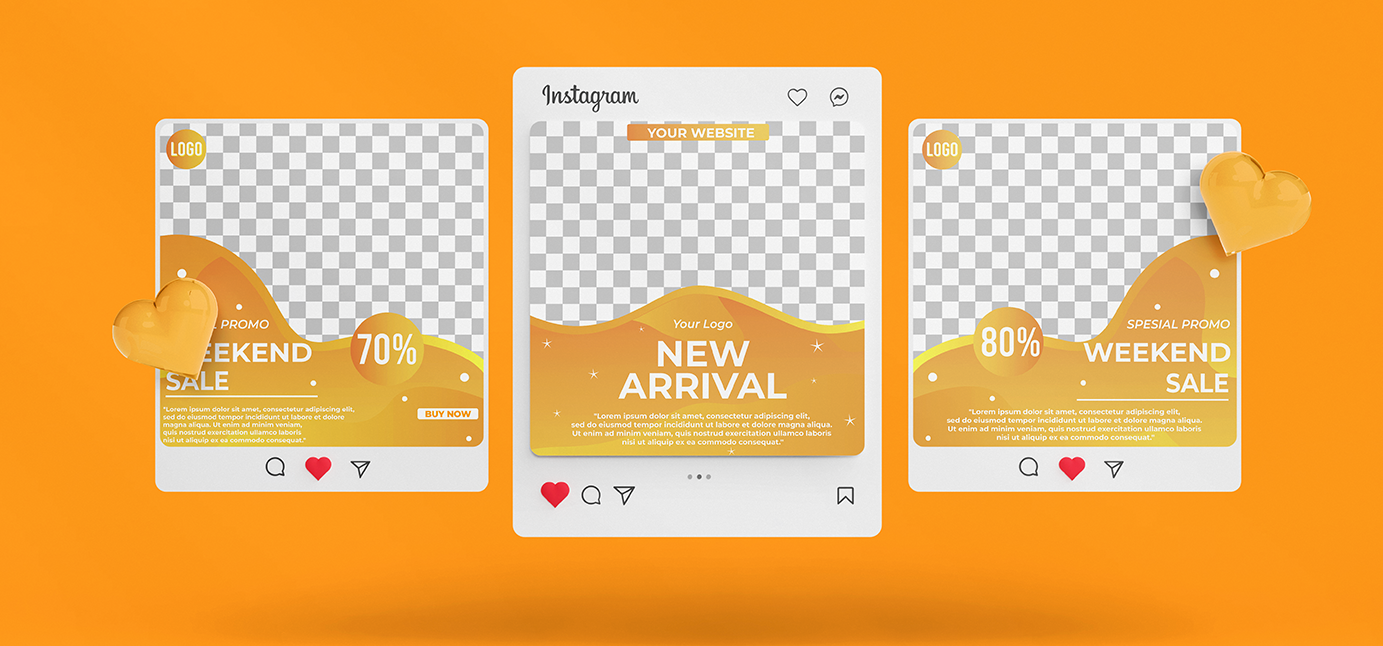 LOGO
PROMO
WEEKEND
SALE
70%
"Lorem ipsum dolor sit amet, consectetur adipiscing elit,
sed do eiusmod tempor incididunt ut labore et dolore
magna aliqua. Ut enim ad minim veniam,
quis nostrud exercitation ullamco laboris
nisi ut aliquip ex ea commodo consequat."
BUY NOW
Instagram
YOUR WEBSITE
Your Logo
NEW
ARRIVAL
"Lorem ipsum dolor sit amet, consectetur adipiscing elit,
sed do eiusmod tempor incididunt ut labore et dolore magna aliqua.
Ut enim ad minim veniam, quis nostrud exercitation ullamco laboris
nisi ut aliquip ex ea commodo consequat."
LOGO
80%
SPESIAL PROMO
WEEKEND
SALE
"Lorem ipsum dolor sit amet, consectetur adipiscing elit,
sed do eiusmod tempor incididunt ut labore et dolore magna aliqua.
Ut enim ad minim veniam, quis nostrud exercitation ullamco laboris
nisi ut aliquip ex ea commodo consequat."